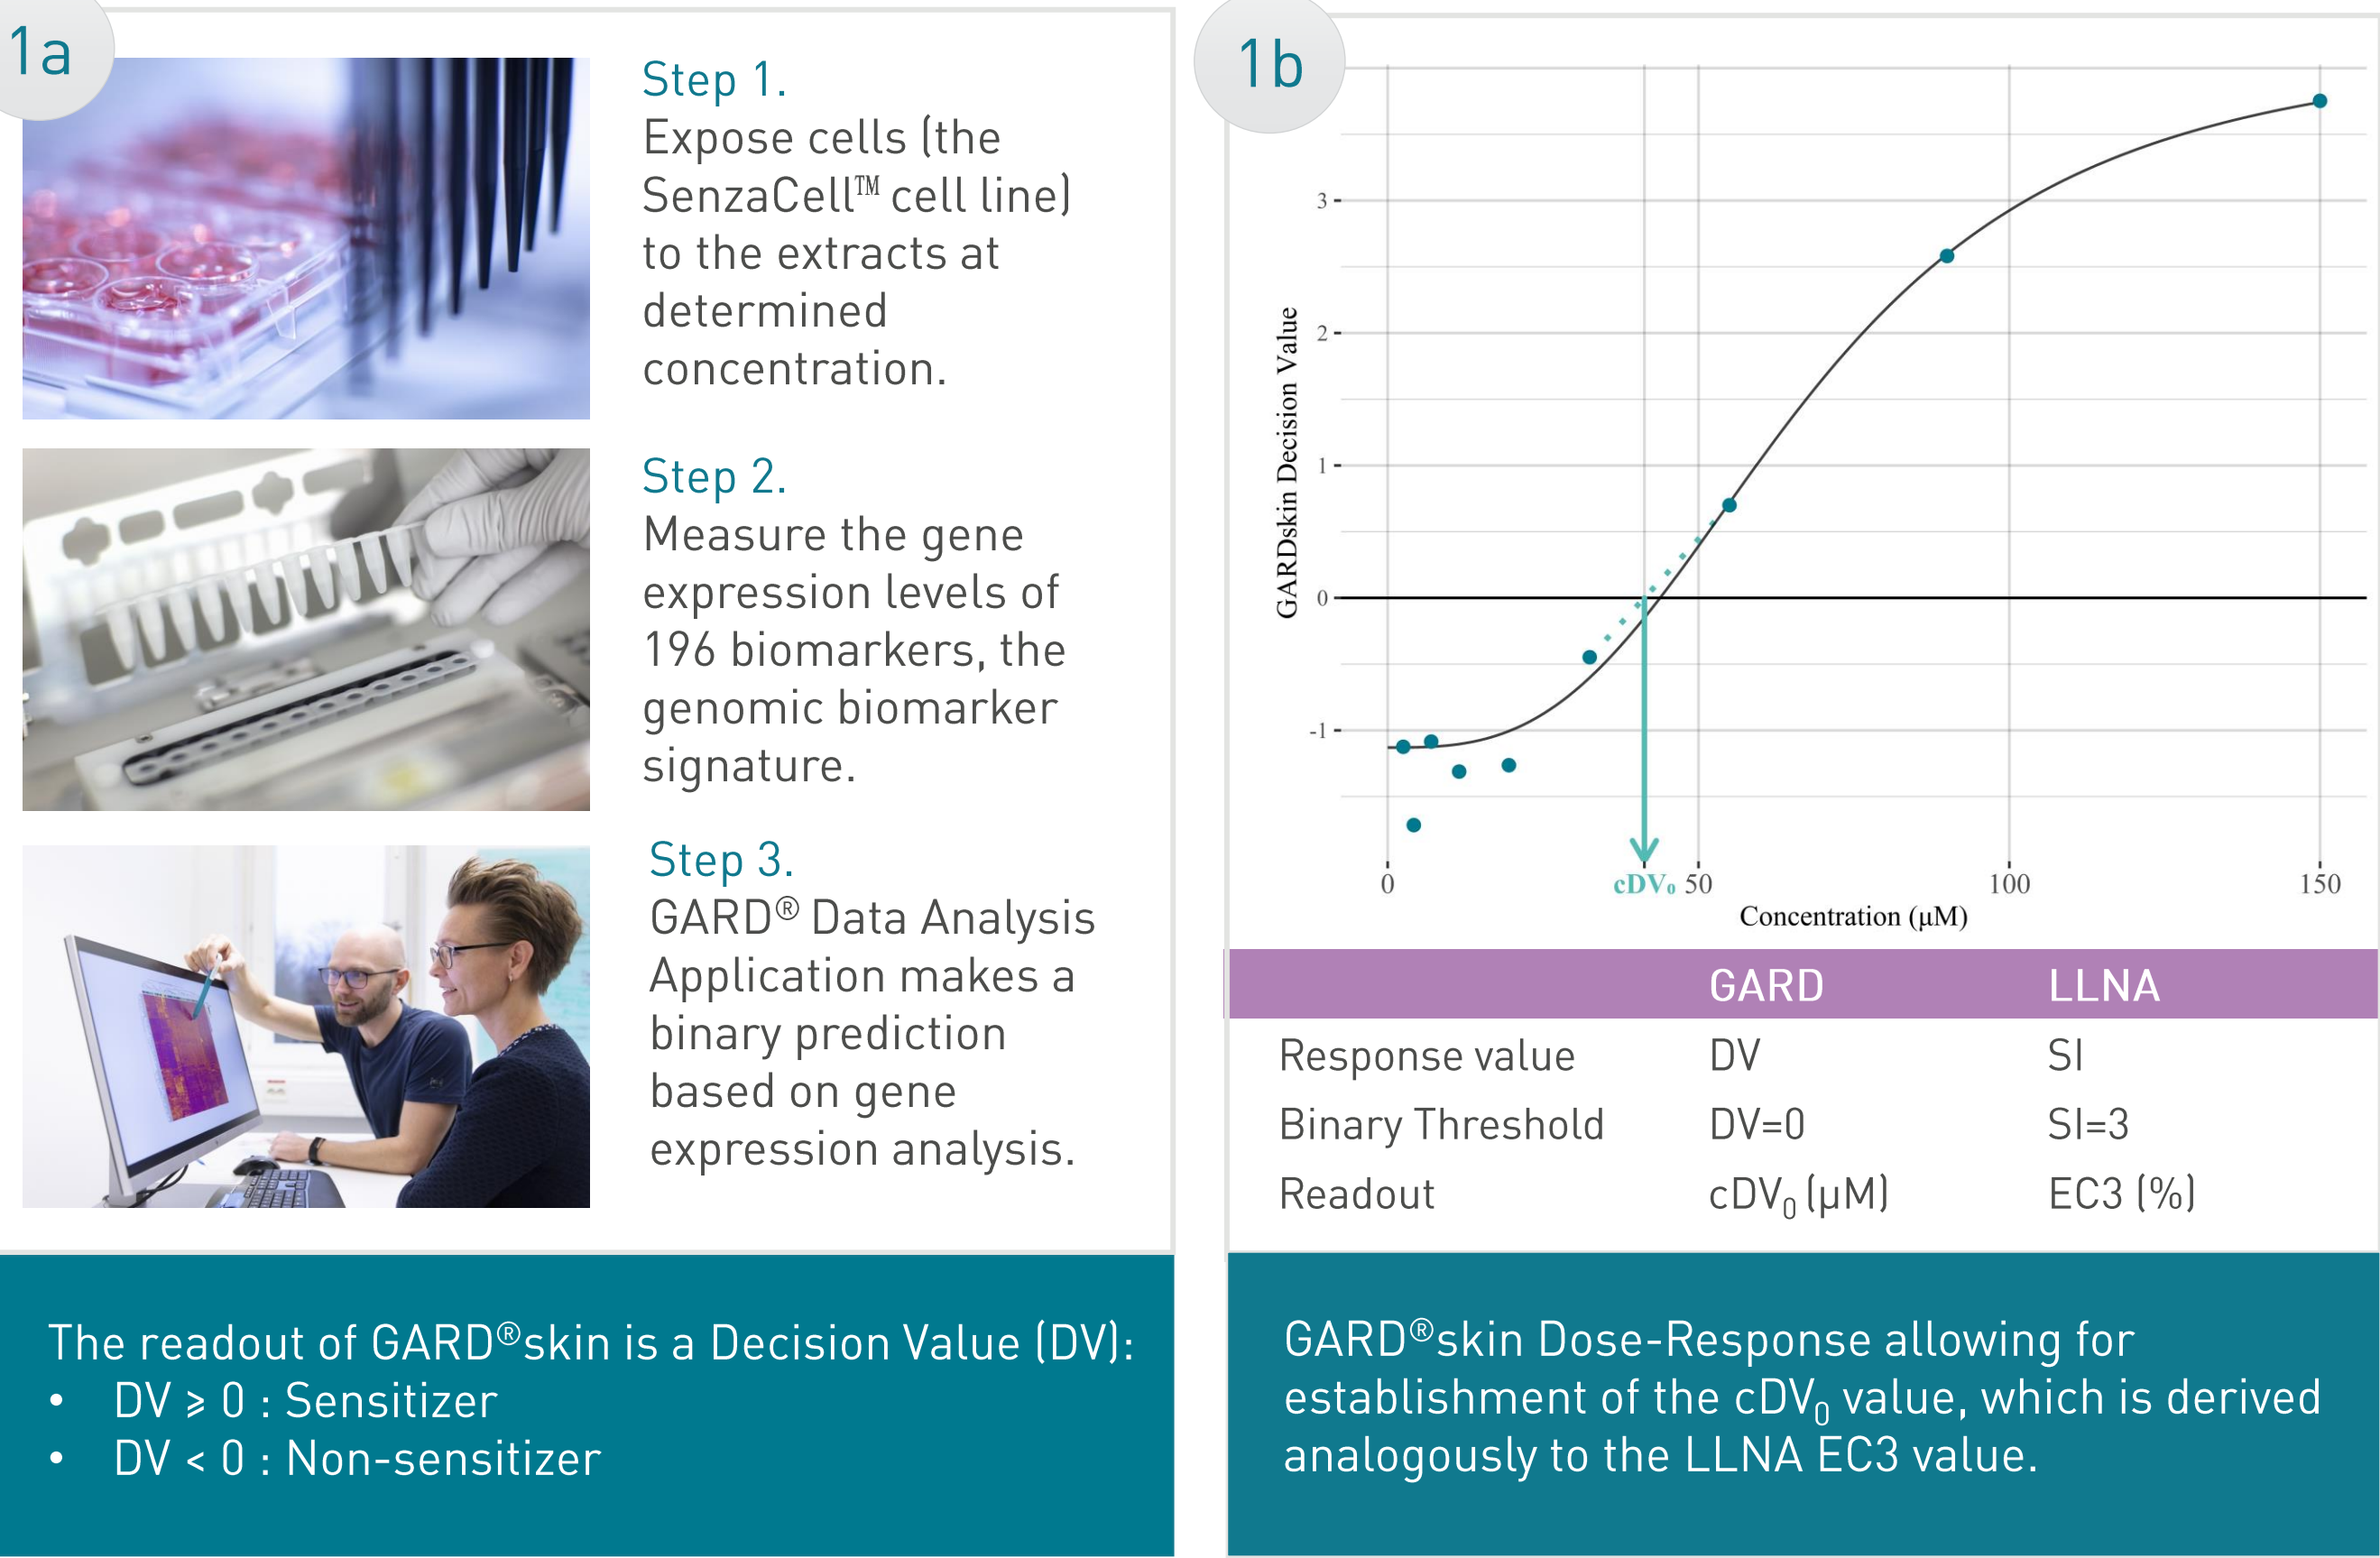 1a
Step 1.
Expose cells (the
SenzaCell™ cell line)
to the extracts at
determined
concentration.
Step 2.
Measure the gene
expression levels of
196 biomarkers, the
genomic biomarker
signature.
Step 3.
GARD® Data Analysis
Application makes a
binary prediction
based on gene
expression analysis.
The readout of GARD®skin is a Decision Value (DV):
• DV ⩾ 0 : Sensitizer
• DV < 0 : Non-sensitizer
1b
GARDskin Decision Value
3
2
1
0
-1
0 cDV₀ 50 100 150
Concentration (µM)
GARD LLNA
Response value DV SI
Binary Threshold DV=0 SI=3
Readout cDV₀ (µM) EC3 (%)
GARD®skin Dose-Response allowing for
establishment of the cDV₀ value, which is derived
analogously to the LLNA EC3 value.